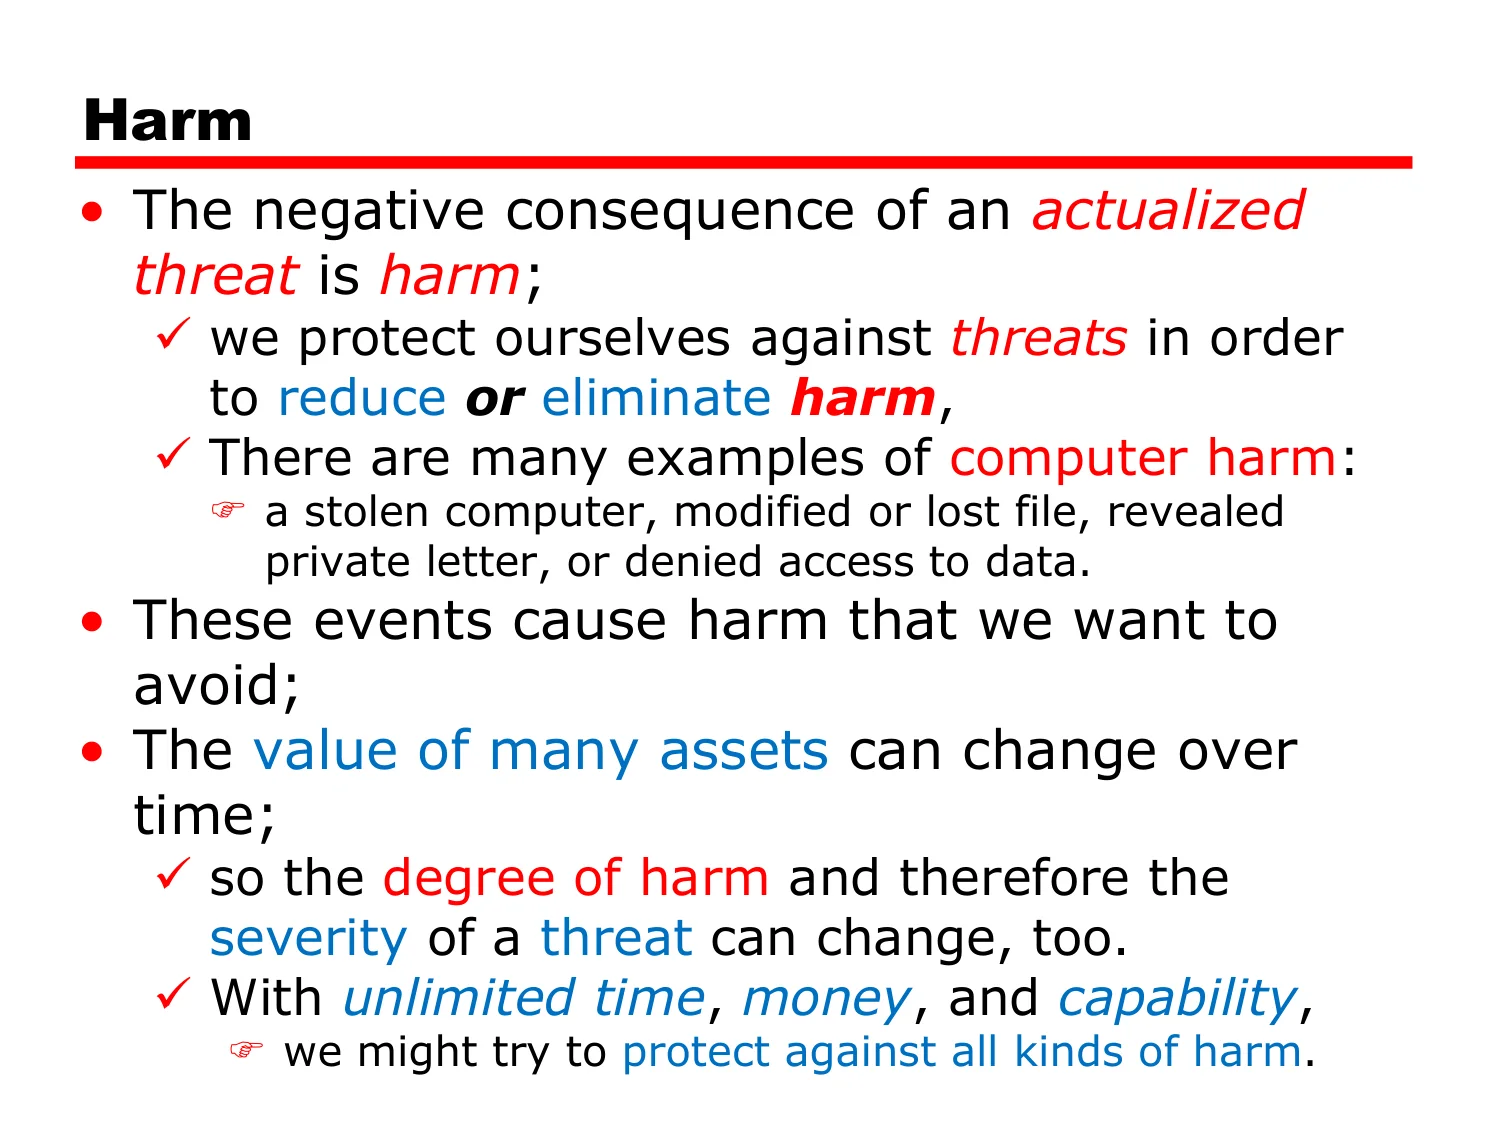 Harm
• The negative consequence of an actualized
threat is harm;
✓ we protect ourselves against threats in order
to reduce or eliminate harm,
✓ There are many examples of computer harm:
☞ a stolen computer, modified or lost file, revealed
private letter, or denied access to data.
• These events cause harm that we want to
avoid;
• The value of many assets can change over
time;
✓ so the degree of harm and therefore the
severity of a threat can change, too.
✓ With unlimited time, money, and capability,
☞ we might try to protect against all kinds of harm.